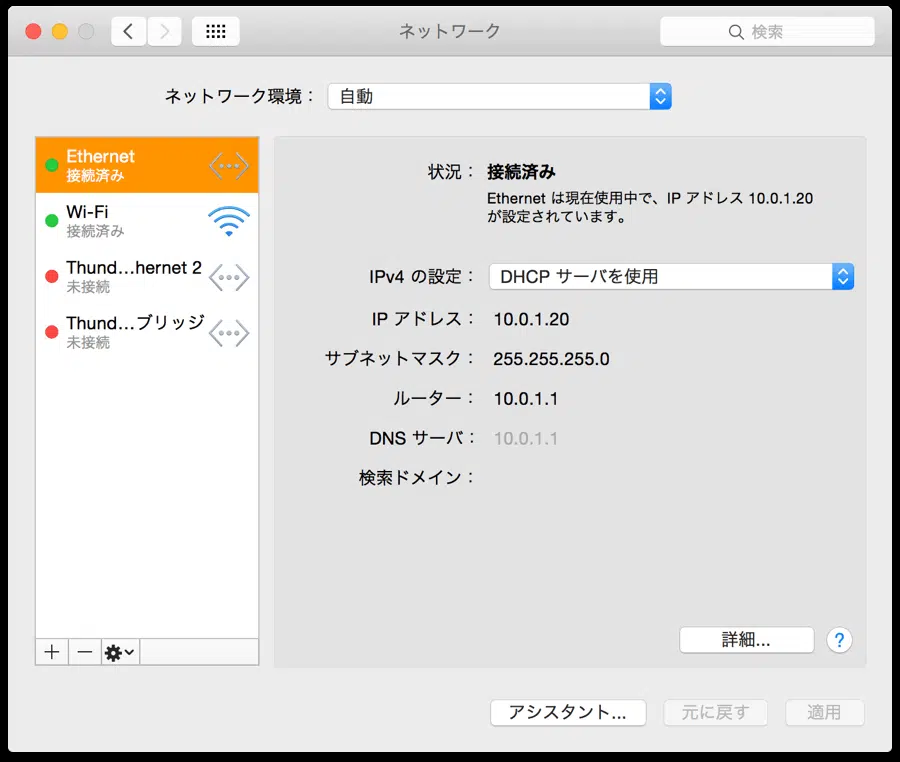 ネットワーク
検索
ネットワーク環境： 自動
Ethernet
接続済み
Wi-Fi
接続済み
Thund…hernet 2
未接続
Thund…ブリッジ
未接続
状況： 接続済み
Ethernet は現在使用中で、IP アドレス 10.0.1.20
が設定されています。
IPv4 の設定： DHCP サーバを使用
IP アドレス： 10.0.1.20
サブネットマスク： 255.255.255.0
ルーター： 10.0.1.1
DNS サーバ： 10.0.1.1
検索ドメイン：
詳細... ?
アシスタント... 元に戻す 適用